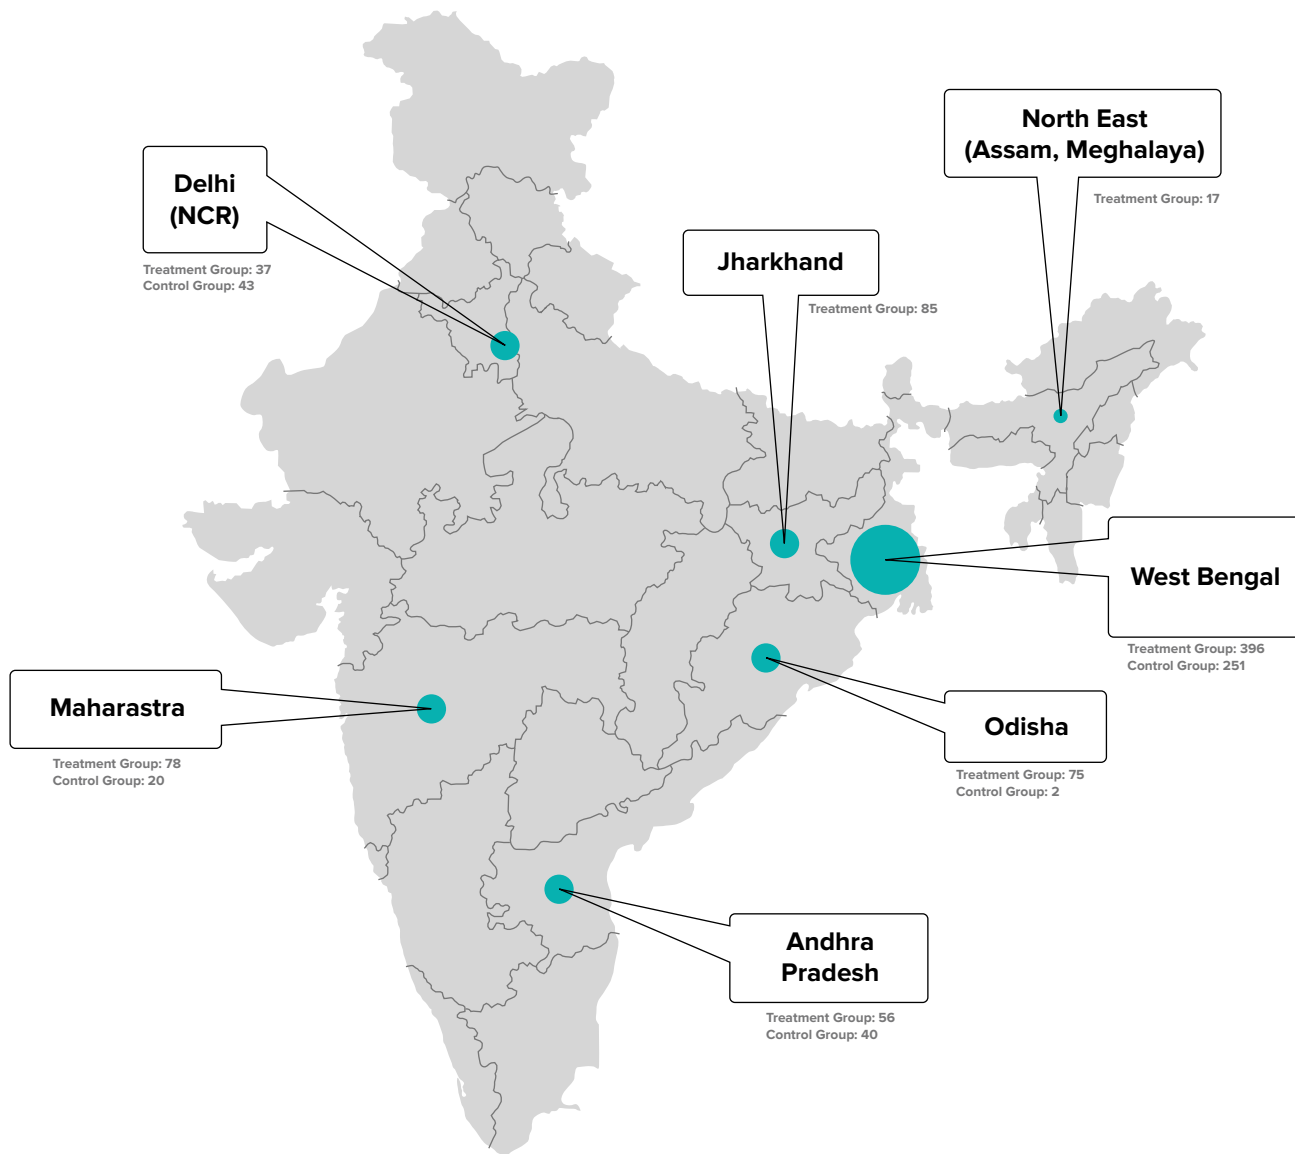 North East
(Assam, Meghalaya)
Treatment Group: 17
Delhi
(NCR)
Treatment Group: 37
Control Group: 43
Jharkhand
Treatment Group: 85
West Bengal
Treatment Group: 396
Control Group: 251
Maharastra
Treatment Group: 78
Control Group: 20
Odisha
Treatment Group: 75
Control Group: 2
Andhra
Pradesh
Treatment Group: 56
Control Group: 40